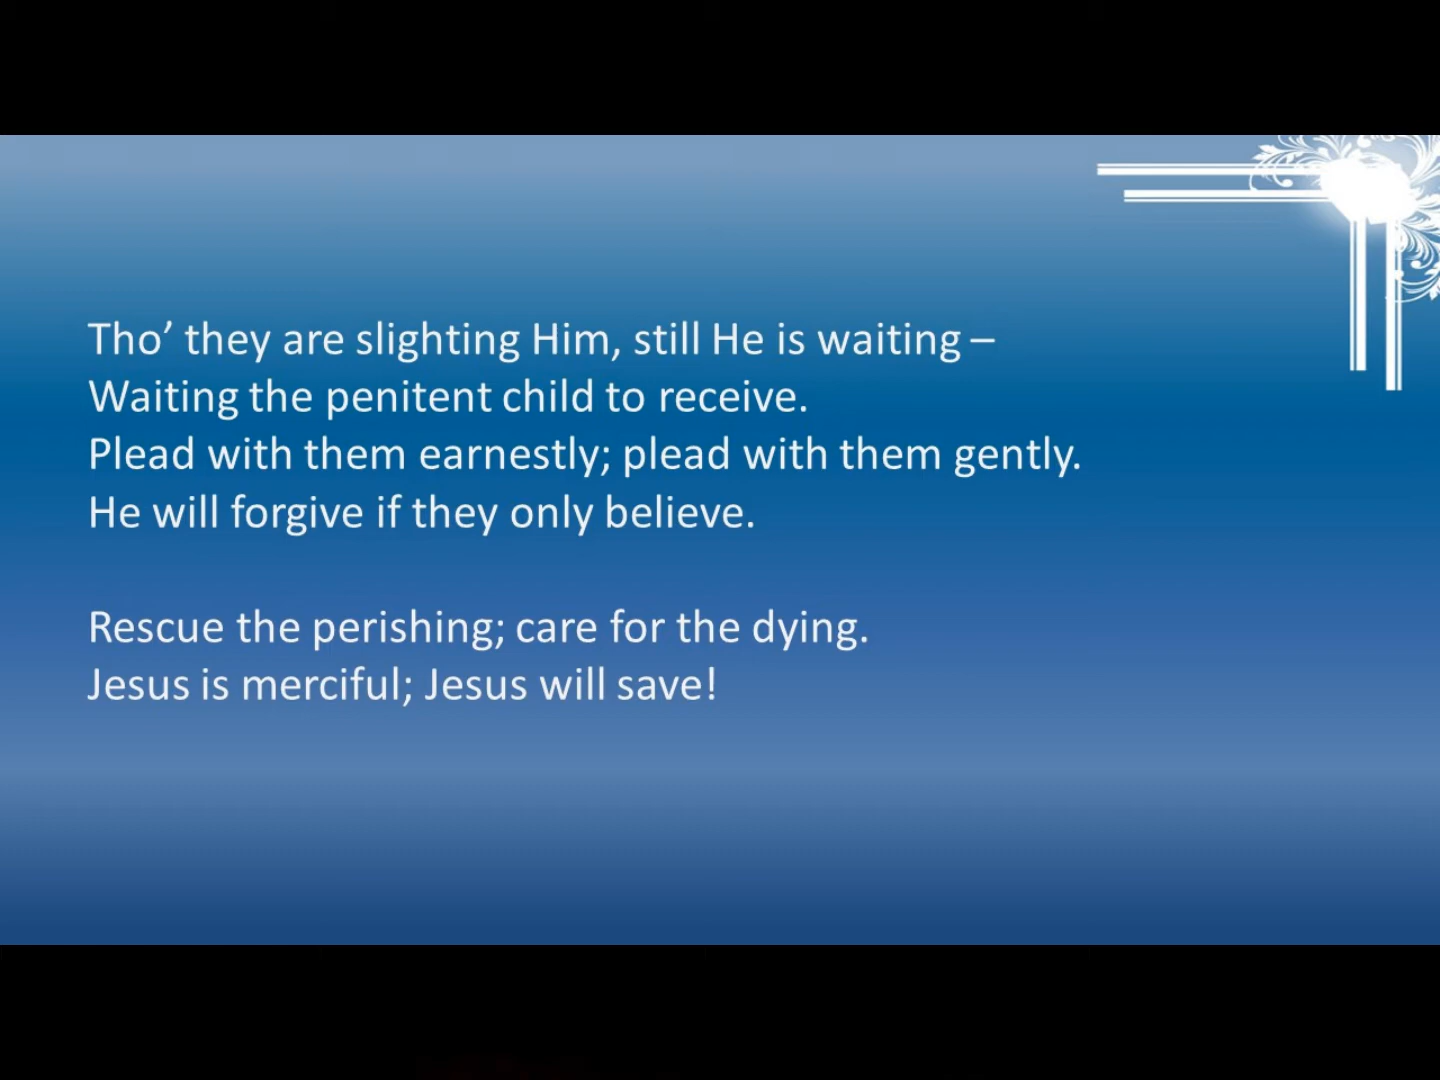 Tho’ they are slighting Him, still He is waiting –
Waiting the penitent child to receive.
Plead with them earnestly; plead with them gently.
He will forgive if they only believe.
Rescue the perishing; care for the dying.
Jesus is merciful; Jesus will save!